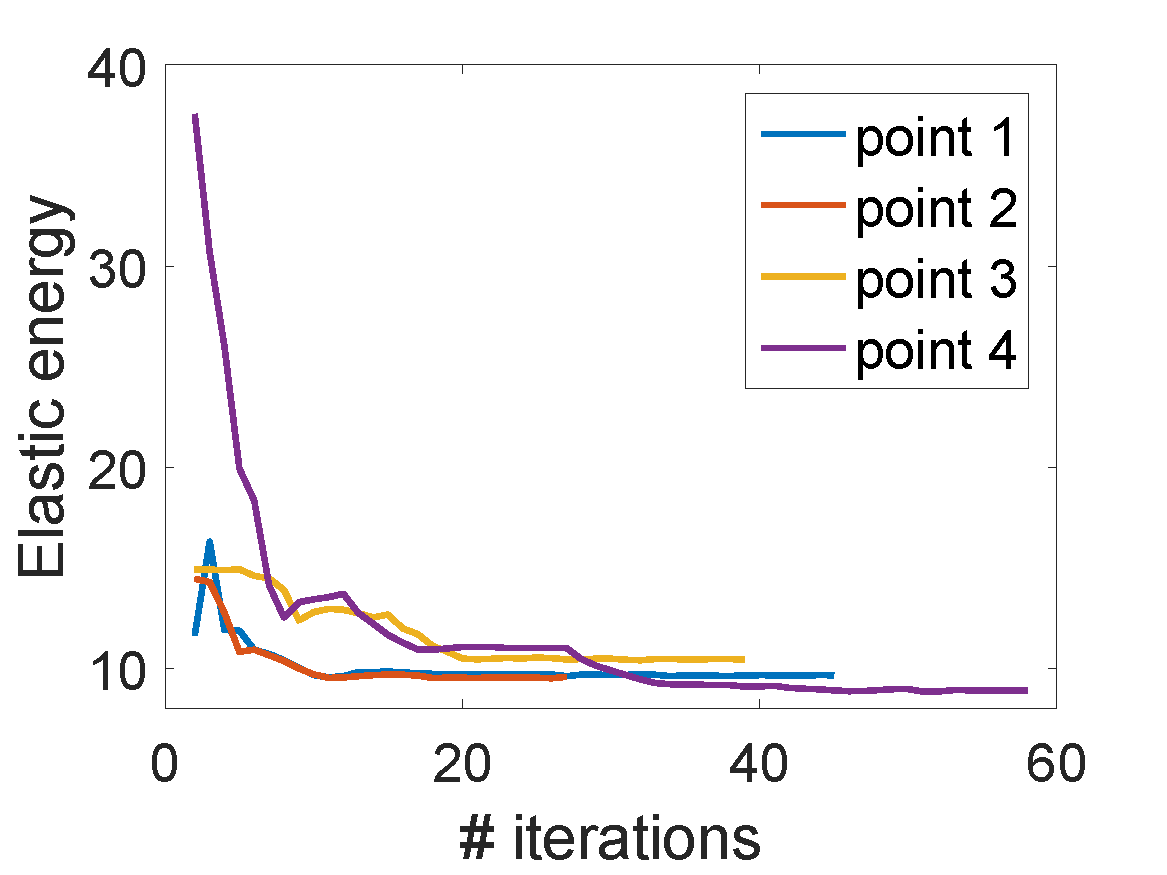 40
30
20
10
0
20
40
60
Elastic energy
# iterations
point 1
point 2
point 3
point 4